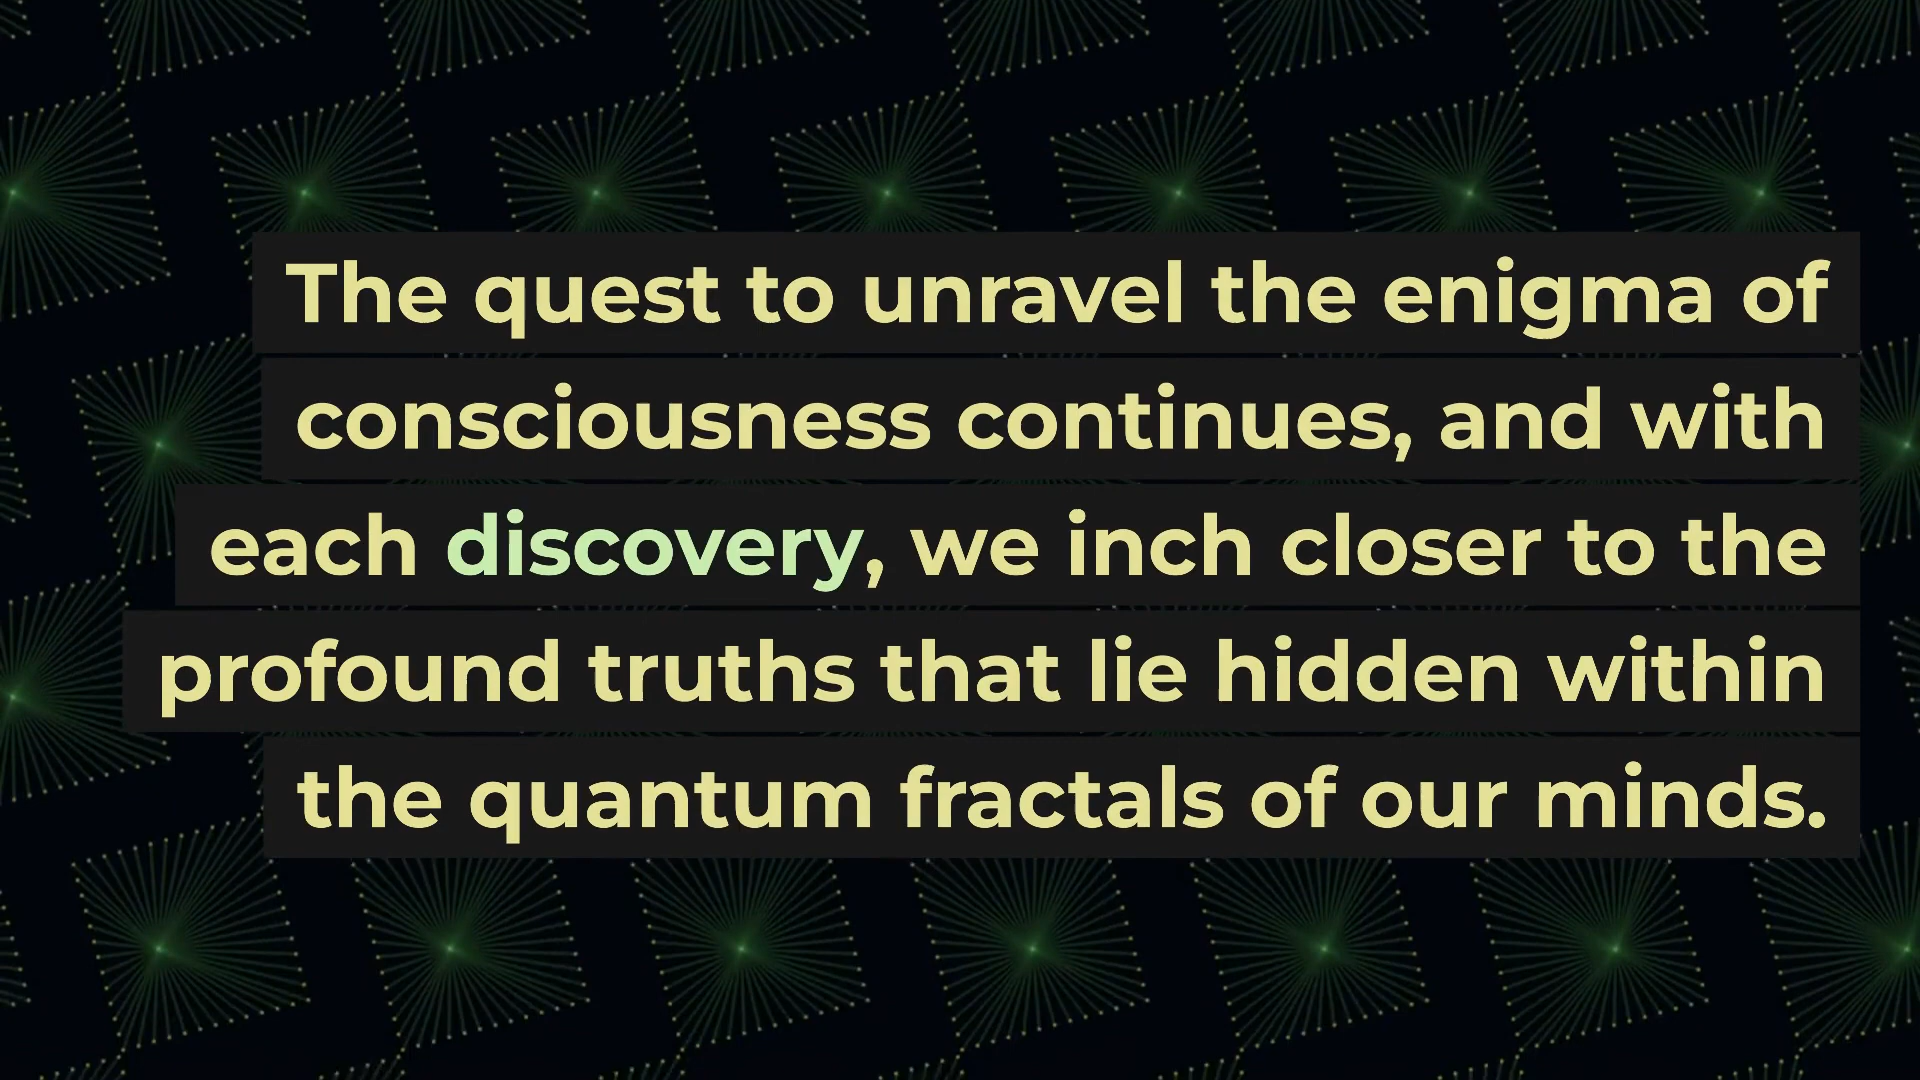 The quest to unravel the enigma of
consciousness continues, and with
each discovery, we inch closer to the
profound truths that lie hidden within
the quantum fractals of our minds.